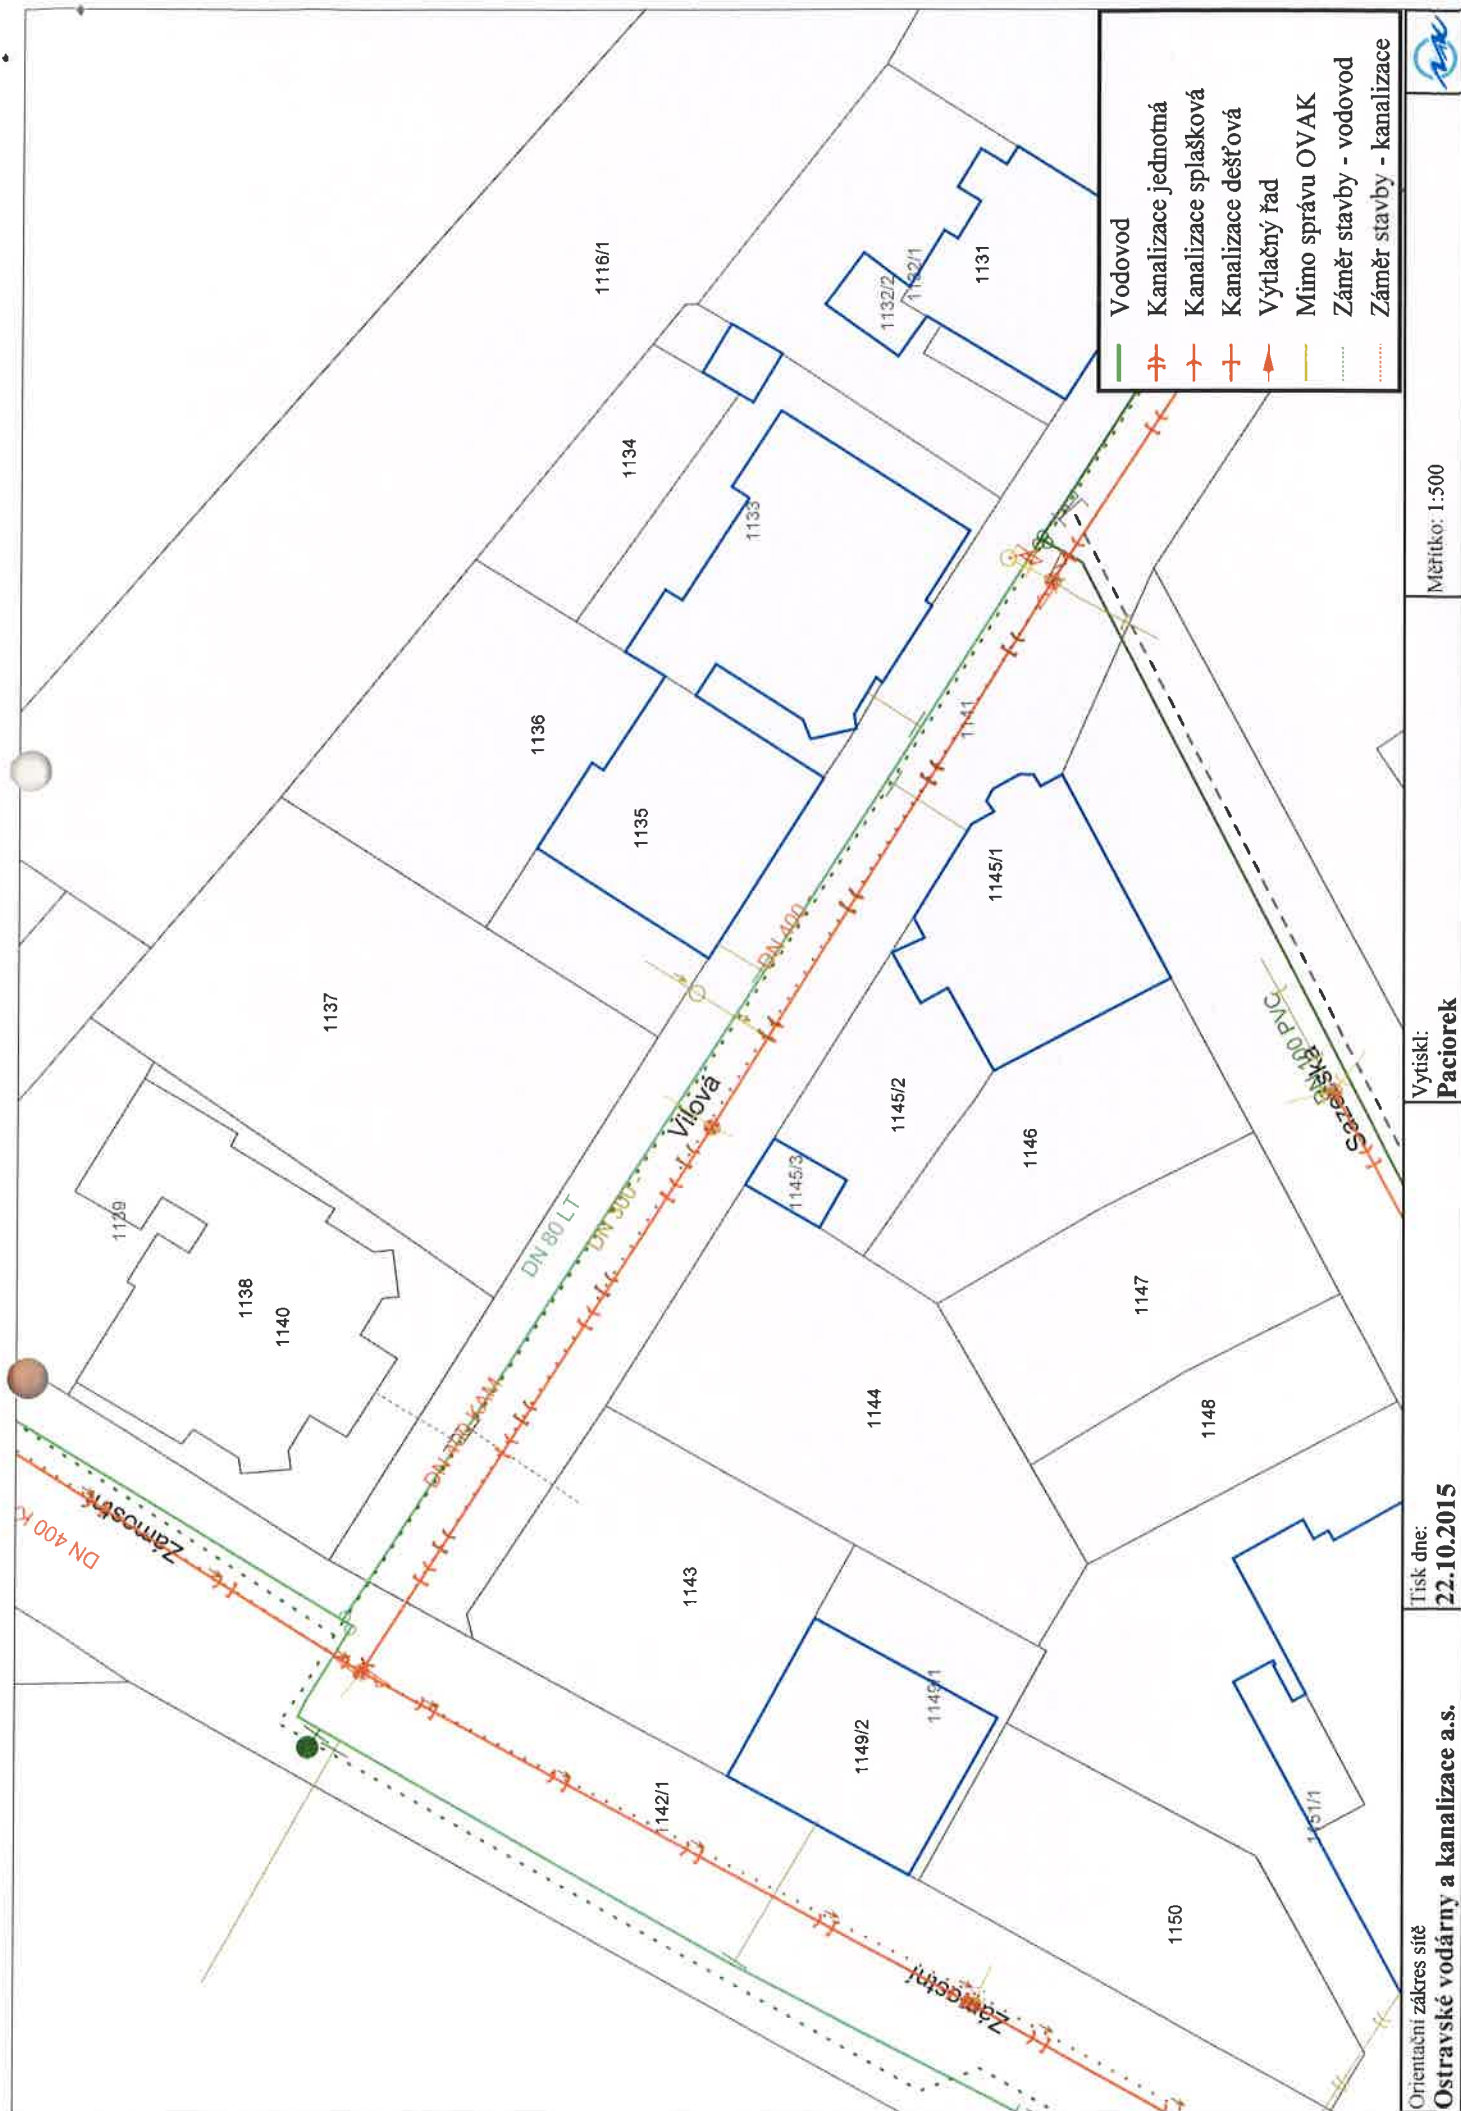 1116/1
1134
1133
1132/2
1132/1
1131
1136
1135
1137
1139
1138
1140
1141
1145/1
1145/2
1145/3
1146
1147
1148
1144
1143
1149/1
1149/2
1142/1
1150
1151/1
Vilová
Zámostní
Zámostní
DN 400 K
DN 400 KAM
DN 80 LT
DN 300
DN 400
DN 100 PVC
Vodovod
Kanalizace jednotná
Kanalizace splašková
Kanalizace dešťová
Výtlačný řad
Mimo správu OVAK
Záměr stavby - vodovod
Záměr stavby - kanalizace
Orientační zákres sítě
Ostravské vodárny a kanalizace a.s.
Tisk dne:
22.10.2015
Vytiskl:
Paciorek
Měřítko: 1:500